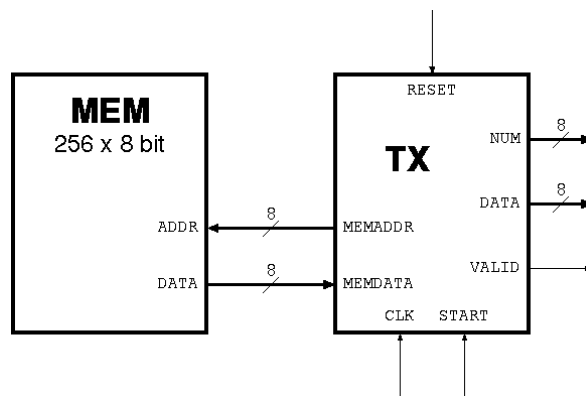 RESET
MEM
256 x 8 bit
TX
NUM
8
DATA
8
ADDR
8
MEMADDR
VALID
DATA
8
MEMDATA
CLK
START